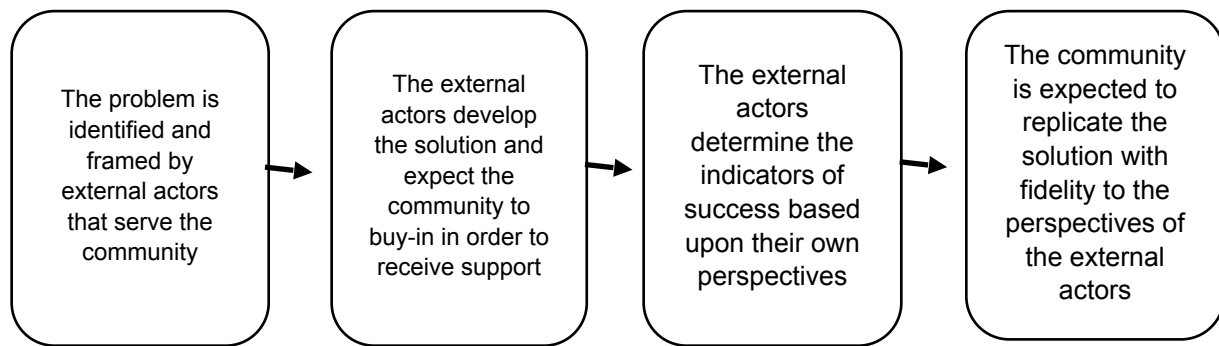 The problem is
identified and
framed by
external actors
that serve the
community
The external
actors develop
the solution and
expect the
community to
buy-in in order to
receive support
The external
actors
determine the
indicators of
success based
upon their own
perspectives
The community
is expected to
replicate the
solution with
fidelity to the
perspectives of
the external
actors